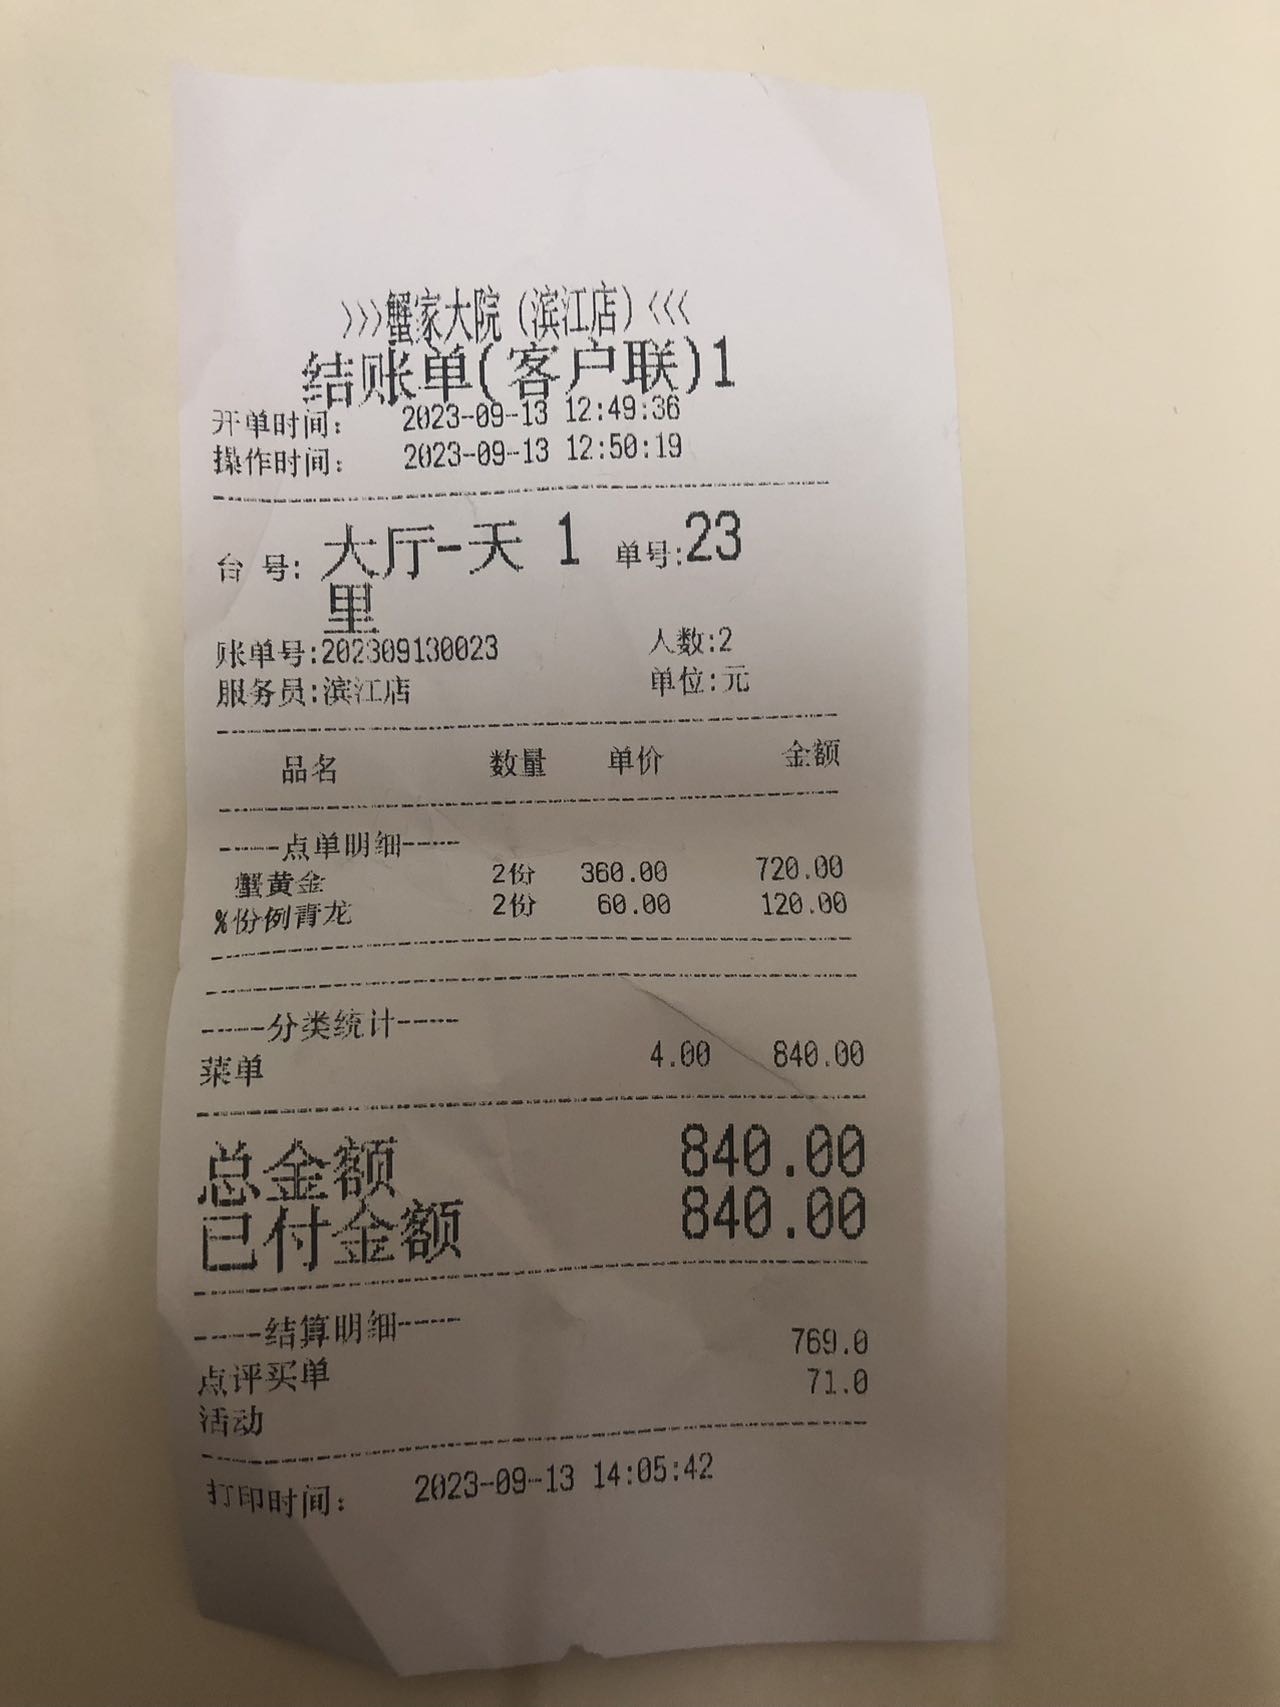 >>>蟹家大院（滨江店）<<<
结账单(客户联)1
开单时间: 2023-09-13 12:49:36
操作时间: 2023-09-13 12:50:19
台 号: 大厅-天 1 单号:23
里
账单号:202309130023 人数:2
服务员:滨江店 单位:元
品名 数量 单价 金额
-----点单明细-----
蟹黄金 2份 360.00 720.00
%份例青龙 2份 60.00 120.00
-----分类统计-----
菜单 4.00 840.00
总金额 840.00
已付金额 840.00
-----结算明细-----
点评买单 769.0
活动 71.0
打印时间: 2023-09-13 14:05:42